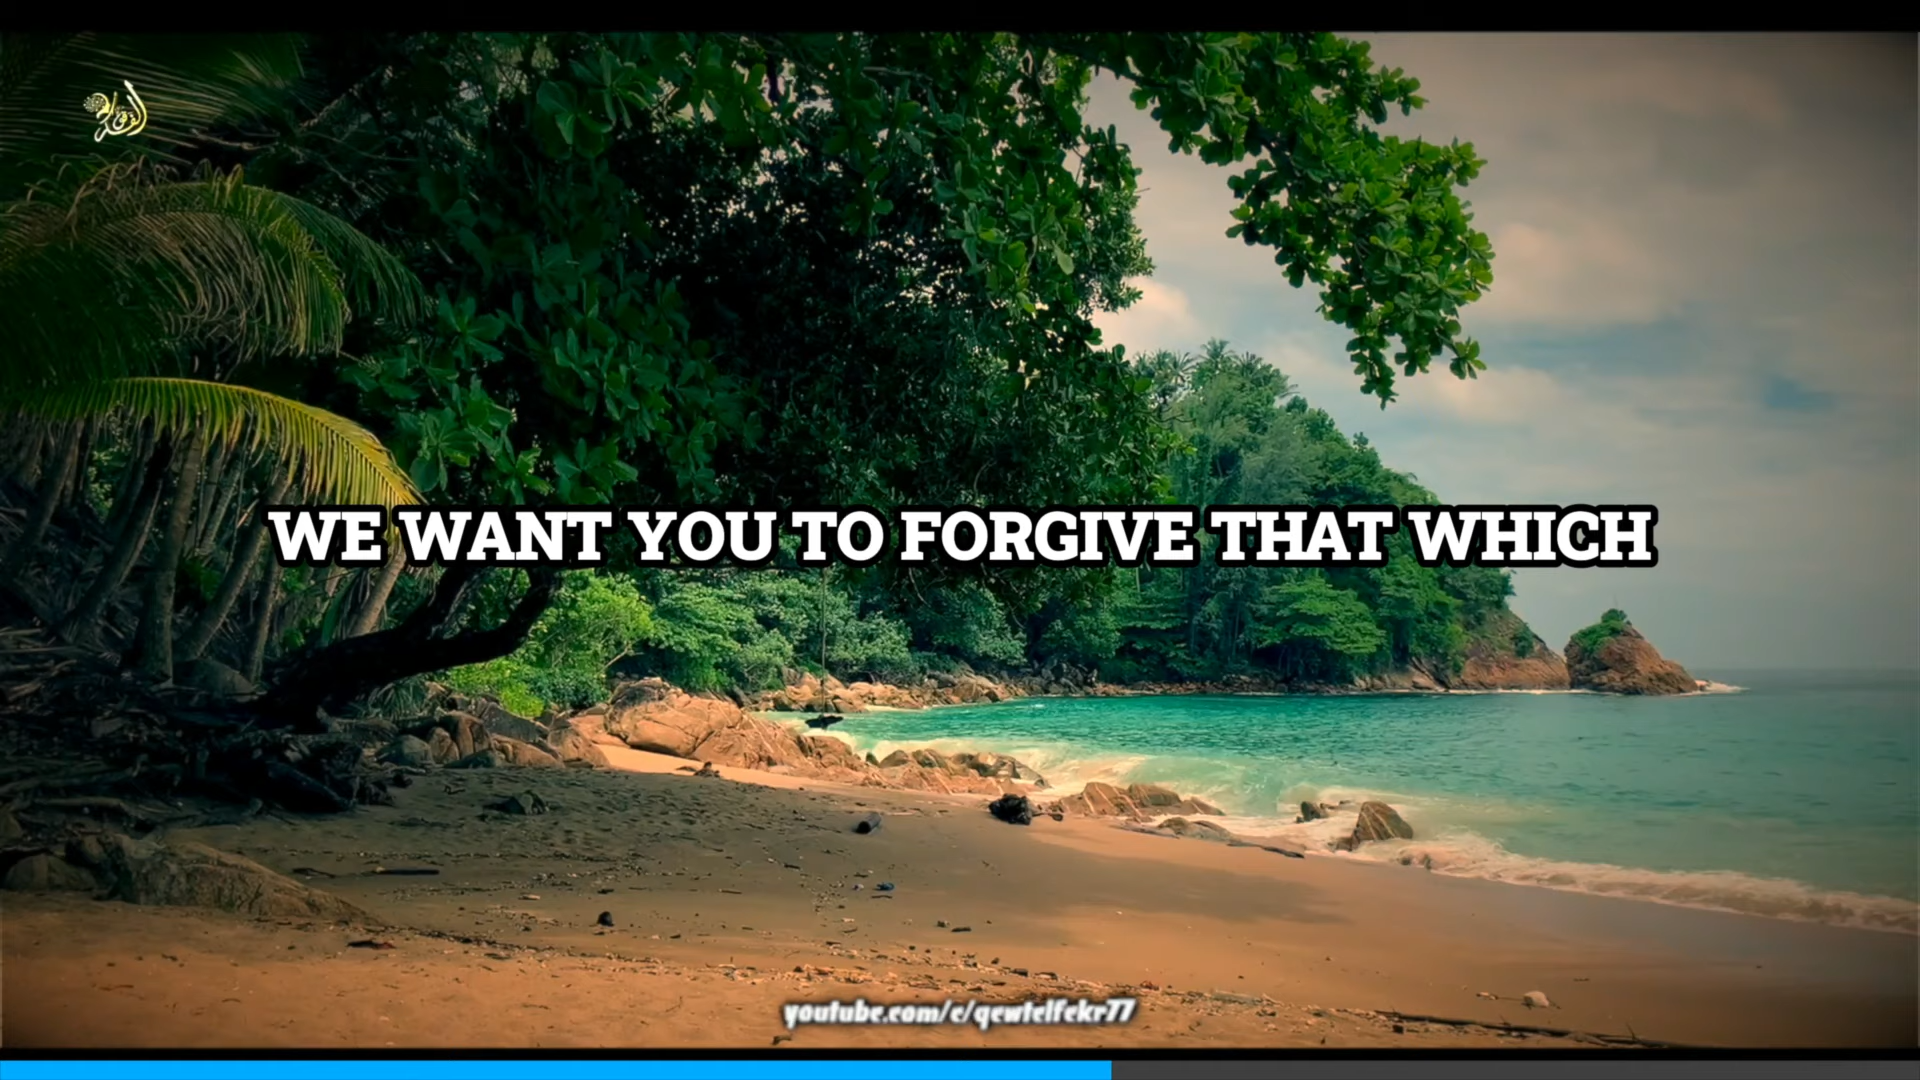 WE WANT YOU TO FORGIVE THAT WHICH
youtube.com/c/qewtelfekr77